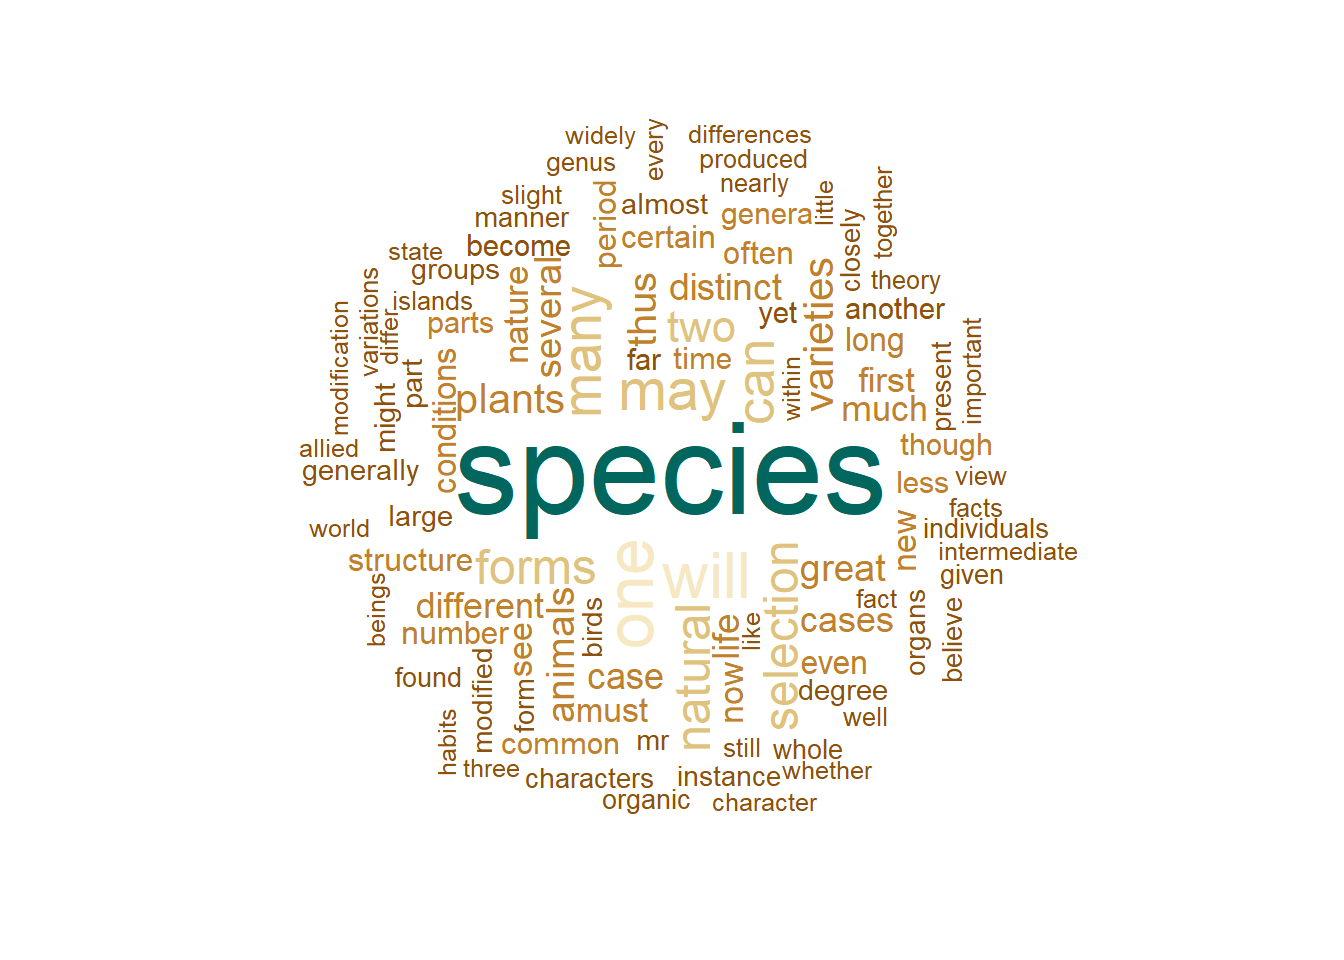 widely
every
differences
genus
produced
slight
nearly
manner
period
almost
genera
little
together
state
become
certain
often
closely
groups
nature
several
thus
distinct
varieties
theory
variations
islands
many
two
yet
another
modification
differ
parts
far
time
can
long
part
may
within
first
present
important
might
conditions
plants
much
allied
generally
species
though
less
view
world
large
facts
new
individuals
structure
forms
one
will
selection
great
intermediate
given
beings
different
animals
birds
natural
life
like
fact
cases
organs
believe
number
see
now
even
found
modified
form
case
degree
must
well
habits
common
mr
still
whole
three
characters
instance
whether
organic
character